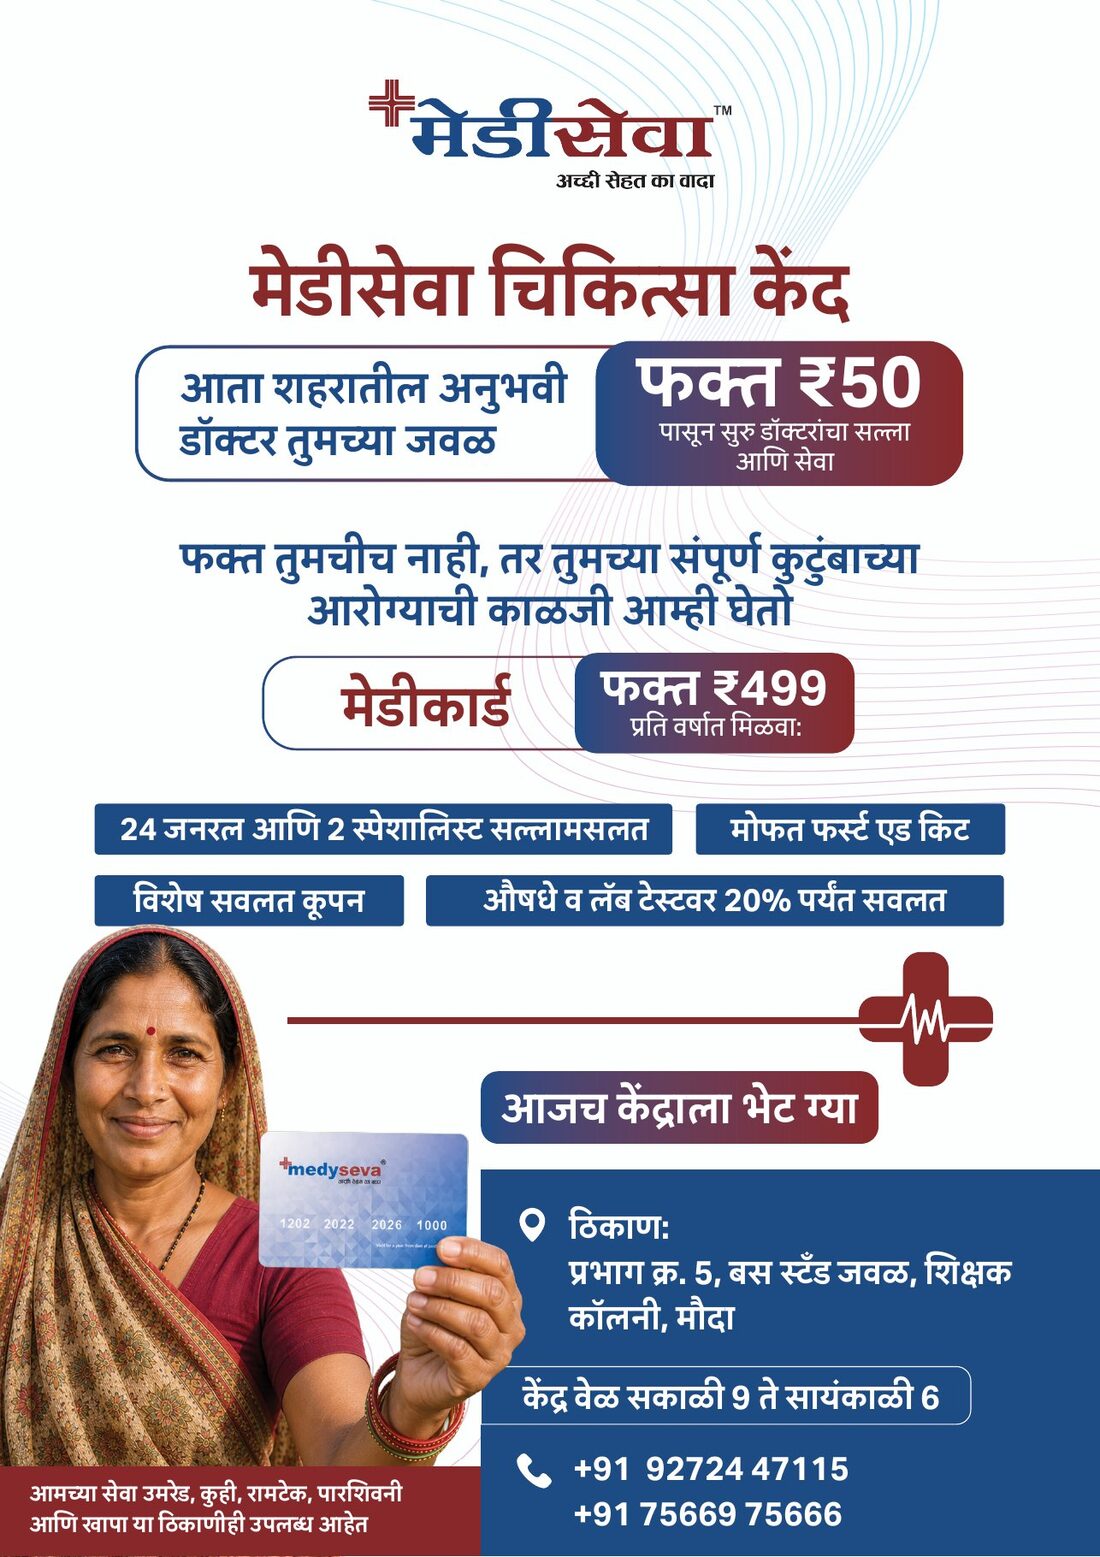 मेडीसेवा™
अच्छी सेहत का वादा
मेडीसेवा चिकित्सा केंद
आता शहरातील अनुभवी
डॉक्टर तुमच्या जवळ
फक्त ₹50
पासून सुरु डॉक्टरांचा सल्ला
आणि सेवा
फक्त तुमचीच नाही, तर तुमच्या संपूर्ण कुटुंबाच्या
आरोग्याची काळजी आम्ही घेतो
मेडीकार्ड
फक्त ₹499
प्रति वर्षात मिळवा:
24 जनरल आणि 2 स्पेशालिस्ट सल्लामसलत
मोफत फर्स्ट एड किट
विशेष सवलत कूपन
औषधे व लॅब टेस्टवर 20% पर्यंत सवलत
आजच केंद्राला भेट ग्या
medyseva®
1202 2022 2026 1000
ठिकाण:
प्रभाग क्र. 5, बस स्टँड जवळ, शिक्षक
कॉलनी, मौदा
केंद्र वेळ सकाळी 9 ते सायंकाळी 6
+91 92724 47115
+91 75669 75666
आमच्या सेवा उमरेड, कुही, रामटेक, पारशिवनी
आणि खापा या ठिकाणीही उपलब्ध आहेत